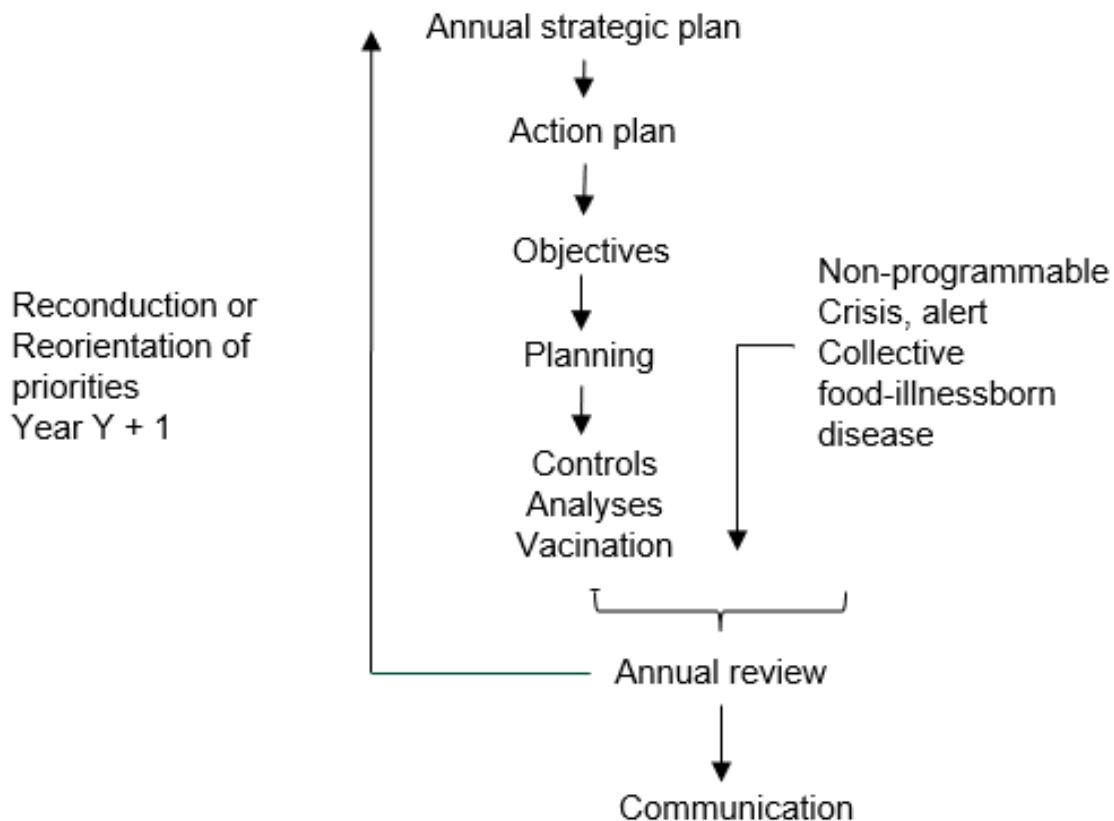 Annual strategic plan
Action plan
Objectives
Planning
Controls
Analyses
Vacination
Non-programmable
Crisis, alert
Collective
food-illnessborn
disease
Reconduction or
Reorientation of
priorities
Year Y + 1
Annual review
Communication